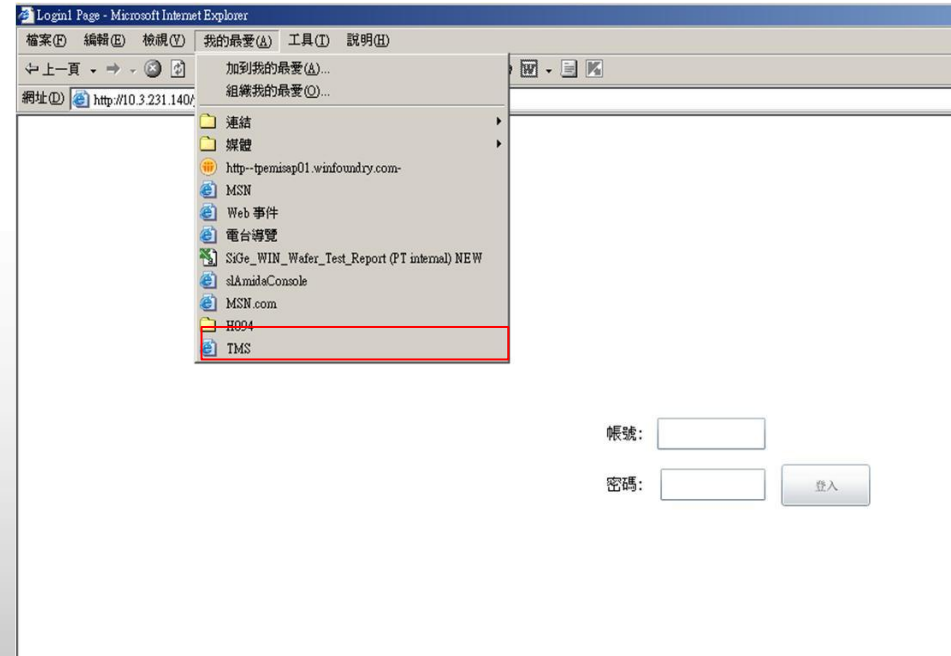 Login1 Page - Microsoft Internet Explorer
檔案(F) 編輯(E) 檢視(V) 我的最愛(A) 工具(T) 說明(H)
上一頁
網址(D) http://10.3.231.140/
加到我的最愛(A)...
組織我的最愛(O)...
連結
媒體
http--tpemisap01.winfoundry.com-
MSN
Web 事件
電台導覽
SiGe_WIN_Wafer_Test_Report (PT internal) NEW
slAmidaConsole
MSN.com
H094
TMS
帳號:
密碼: 登入